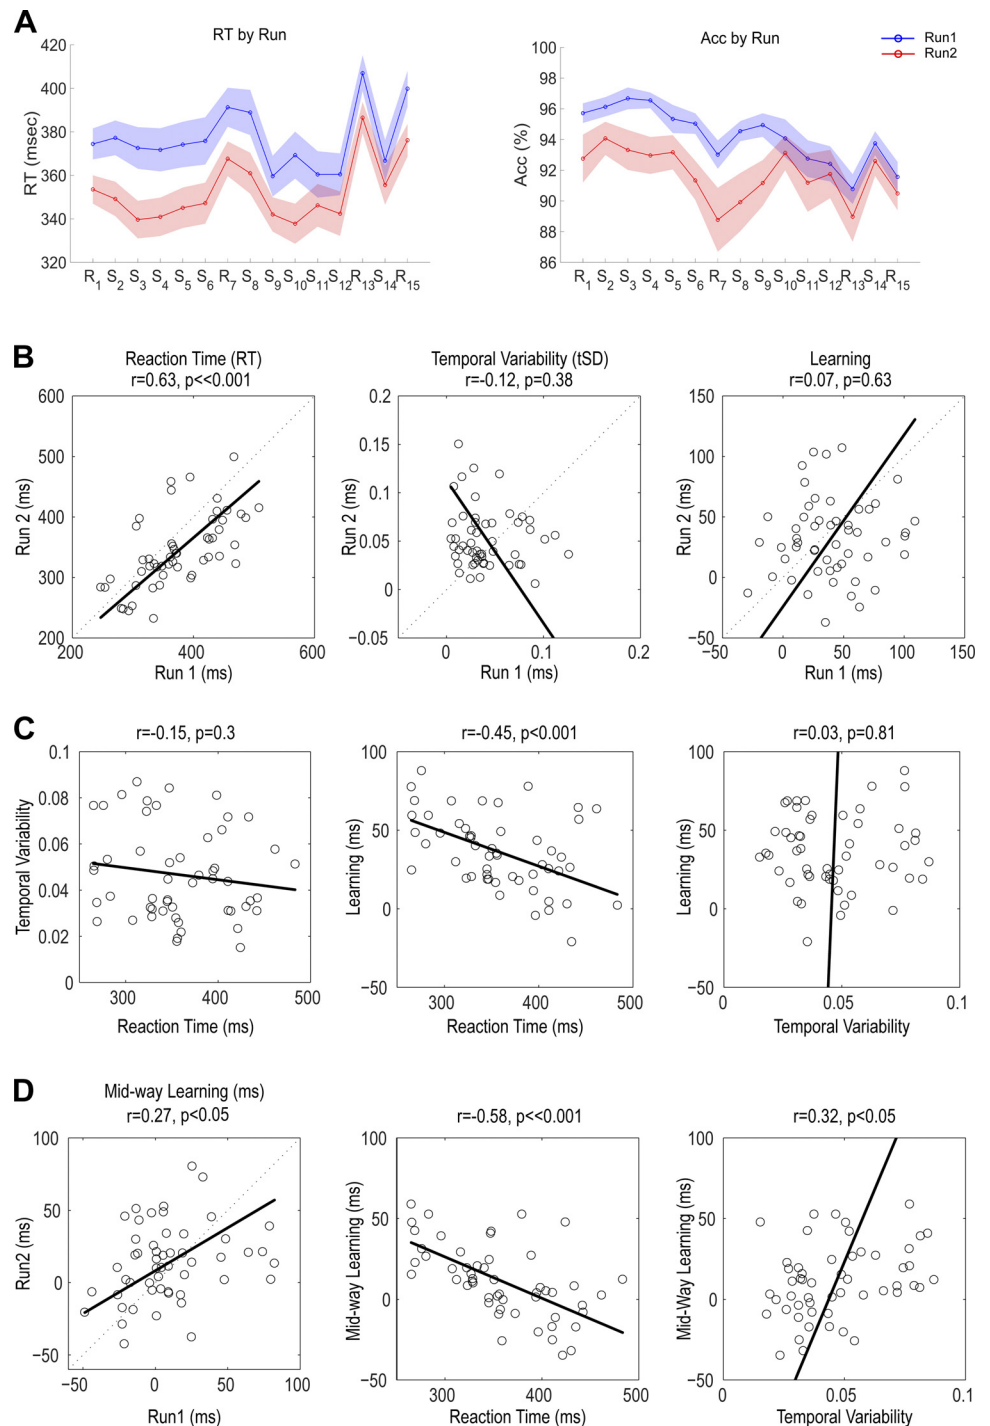 A
RT by Run
Acc by Run
Run1
Run2
420
400
380
360
340
320
RT (msec)
R1 S2 S3 S4 S5 S6 R7 S8 S9 S10 S11 S12 R13 S14 R15
100
98
96
94
92
90
88
86
Acc (%)
R1 S2 S3 S4 S5 S6 R7 S8 S9 S10 S11 S12 R13 S14 R15
B
Reaction Time (RT)
r=0.63, p<<0.001
600
500
400
300
200
Run 2 (ms)
200 400 600
Run 1 (ms)
Temporal Variability (tSD)
r=-0.12, p=0.38
0.2
0.15
0.1
0.05
0
−0.05
Run 2 (ms)
0 0.1 0.2
Run 1 (ms)
Learning
r=0.07, p=0.63
150
100
50
0
−50
Run 2 (ms)
−50 0 50 100 150
Run 1 (ms)
C
r=-0.15, p=0.3
0.1
0.08
0.06
0.04
0.02
0
Temporal Variability
300 400 500
Reaction Time (ms)
r=-0.45, p<0.001
100
50
0
−50
Learning (ms)
300 400 500
Reaction Time (ms)
r=0.03, p=0.81
100
50
0
−50
Learning (ms)
0 0.05 0.1
Temporal Variability
D
Mid-way Learning (ms)
r=0.27, p<0.05
100
50
0
−50
Run2 (ms)
−50 0 50 100
Run1 (ms)
r=-0.58, p<<0.001
100
50
0
−50
Mid-way Learning (ms)
300 400 500
Reaction Time (ms)
r=0.32, p<0.05
100
50
0
−50
Mid-Way Learning (ms)
0 0.05 0.1
Temporal Variability